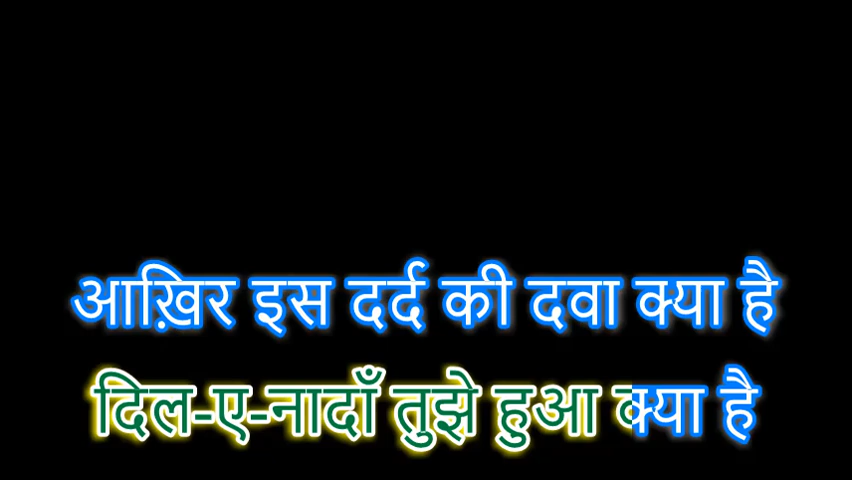 आख़िर इस दर्द की दवा क्या है
दिल-ए-नादाँ तुझे हुआ क्या है